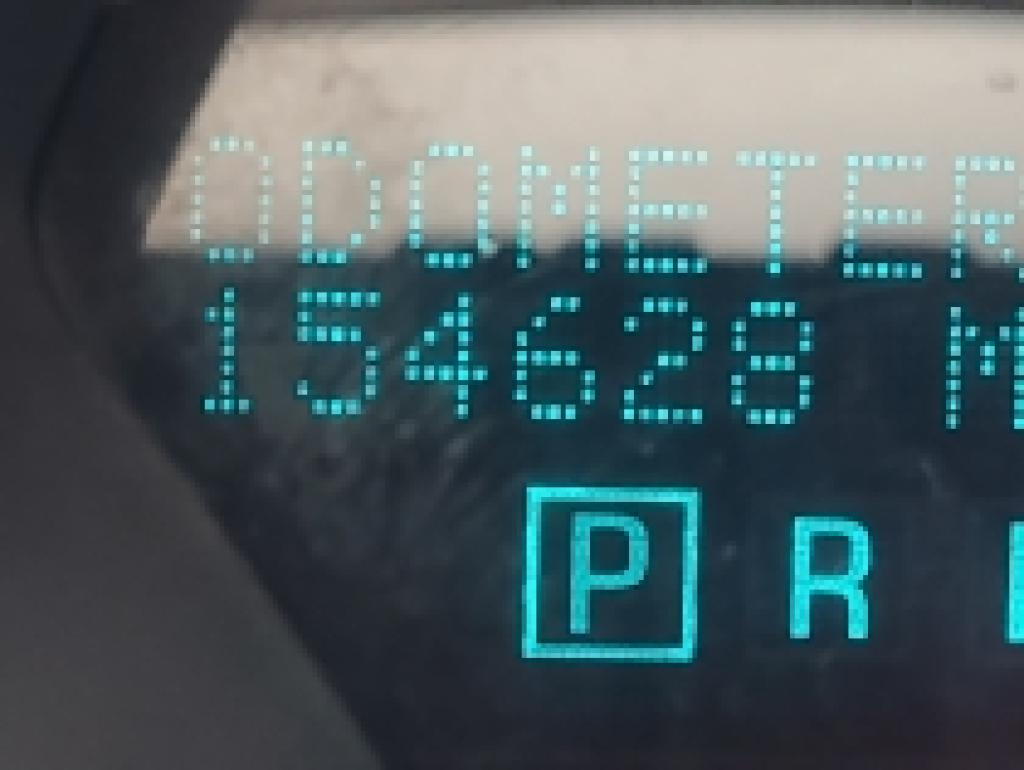 ODOMETER
154628 M
P R